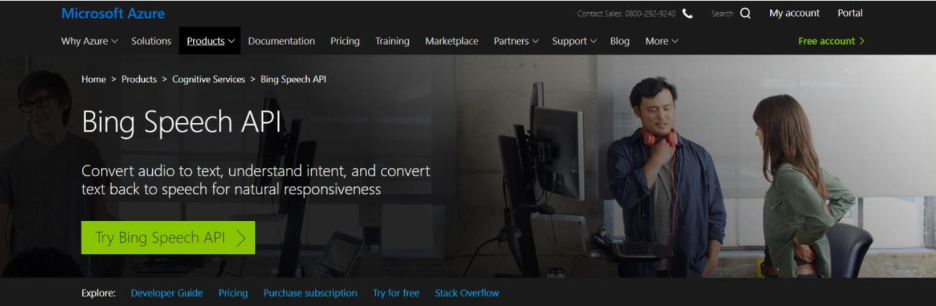 Microsoft Azure
Contact Sales: 0800-292-9240 Search My account Portal
Why Azure Solutions Products Documentation Pricing Training Marketplace Partners Support Blog More Free account >
Home > Products > Cognitive Services > Bing Speech API
Bing Speech API
Convert audio to text, understand intent, and convert
text back to speech for natural responsiveness
Try Bing Speech API >
Explore: Developer Guide Pricing Purchase subscription Try for free Stack Overflow